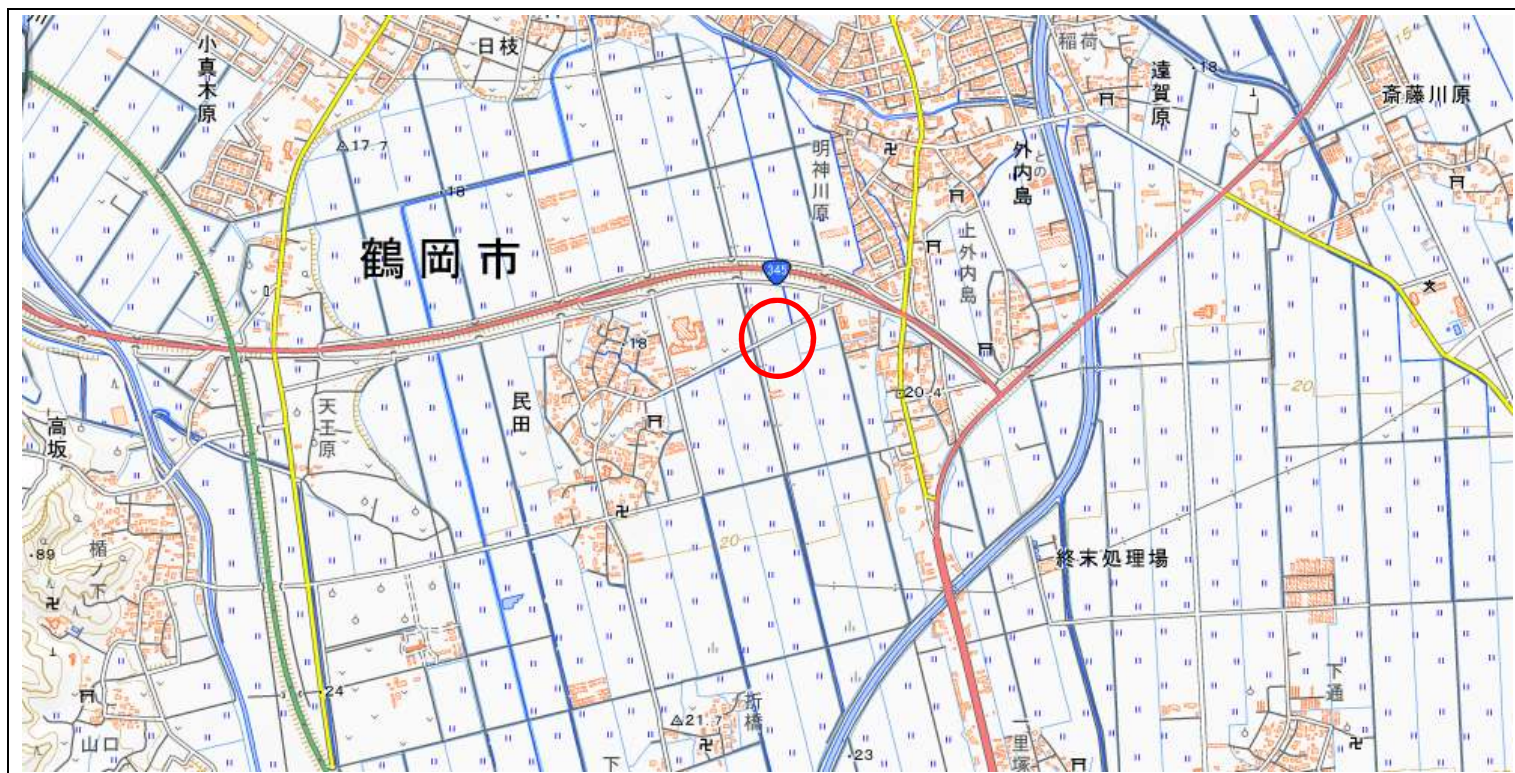 日枝
稲荷
小真木原
遠賀原
18
15
斎藤川原
17.7
明神川原
外内島
との
18
鶴岡市
上外内島
345
18
20
20.4
民田
天王原
高坂
20
89
楯ノ下
終末処理場
24
下通
折橋
21.7
山口
23
一里塚
下